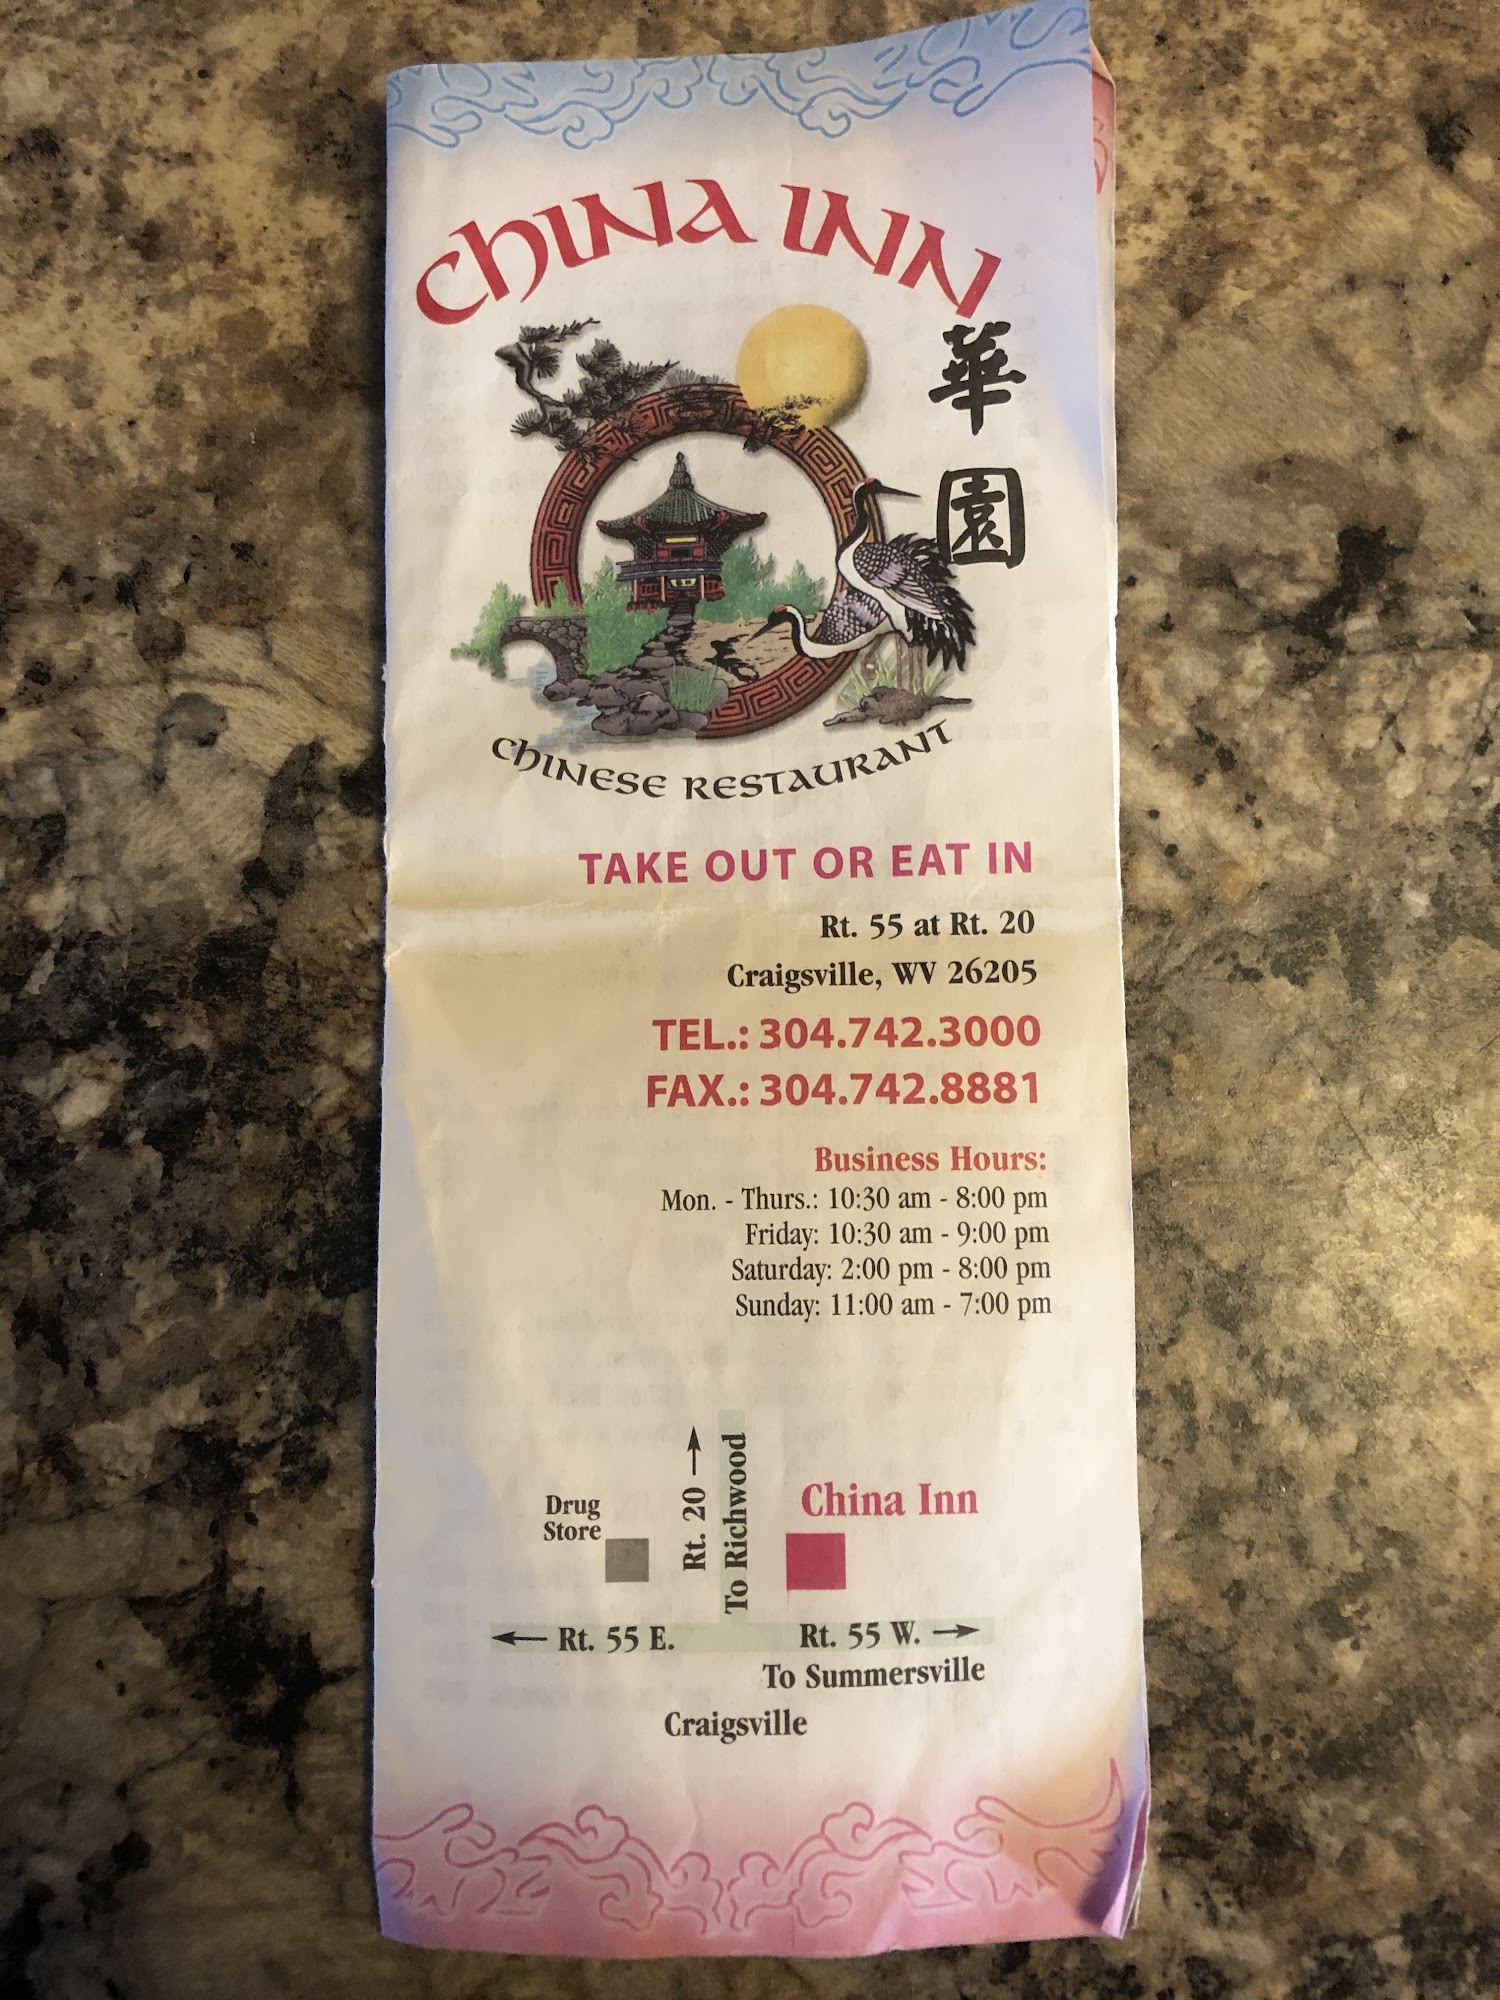 China Inn
華
園
Chinese Restaurant
TAKE OUT OR EAT IN
Rt. 55 at Rt. 20
Craigsville, WV 26205
TEL.: 304.742.3000
FAX.: 304.742.8881
Business Hours:
Mon. - Thurs.: 10:30 am - 8:00 pm
Friday: 10:30 am - 9:00 pm
Saturday: 2:00 pm - 8:00 pm
Sunday: 11:00 am - 7:00 pm
Drug
Store
Rt. 20
To Richwood
China Inn
Rt. 55 E.
Rt. 55 W.
To Summersville
Craigsville